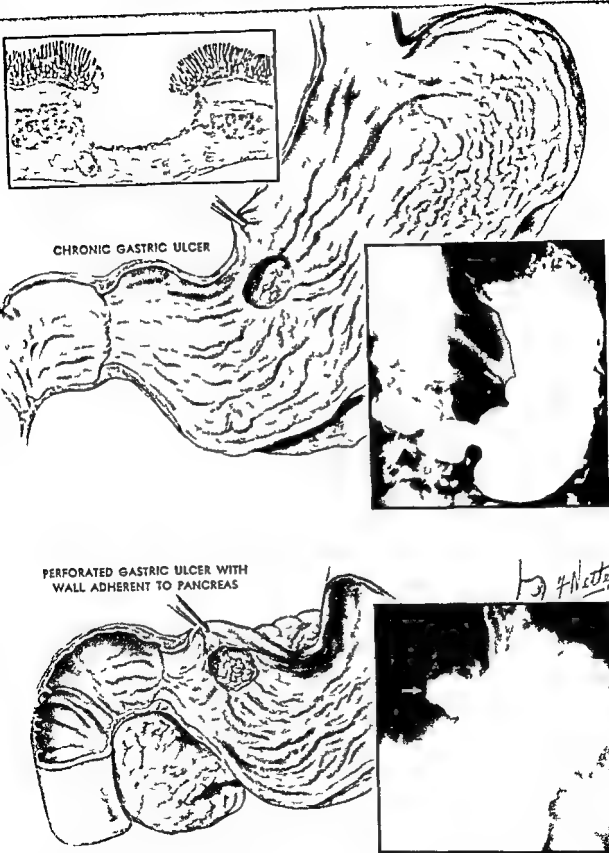 CHRONIC GASTRIC ULCER
PERFORATED GASTRIC ULCER WITH
WALL ADHERENT TO PANCREAS